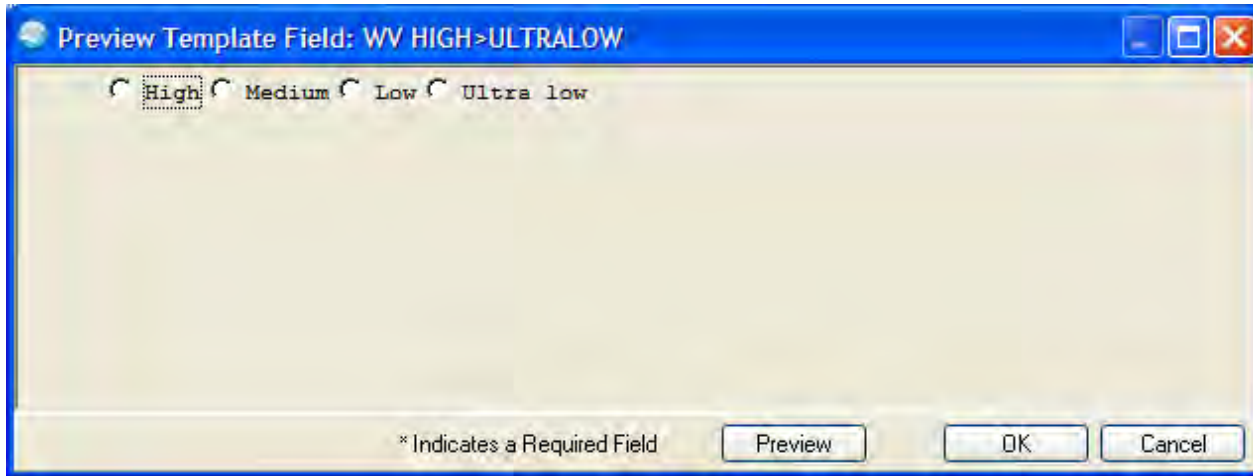 Preview Template Field: WV HIGH>ULTRALOW
High Medium Low Ultra low
* Indicates a Required Field Preview OK Cancel